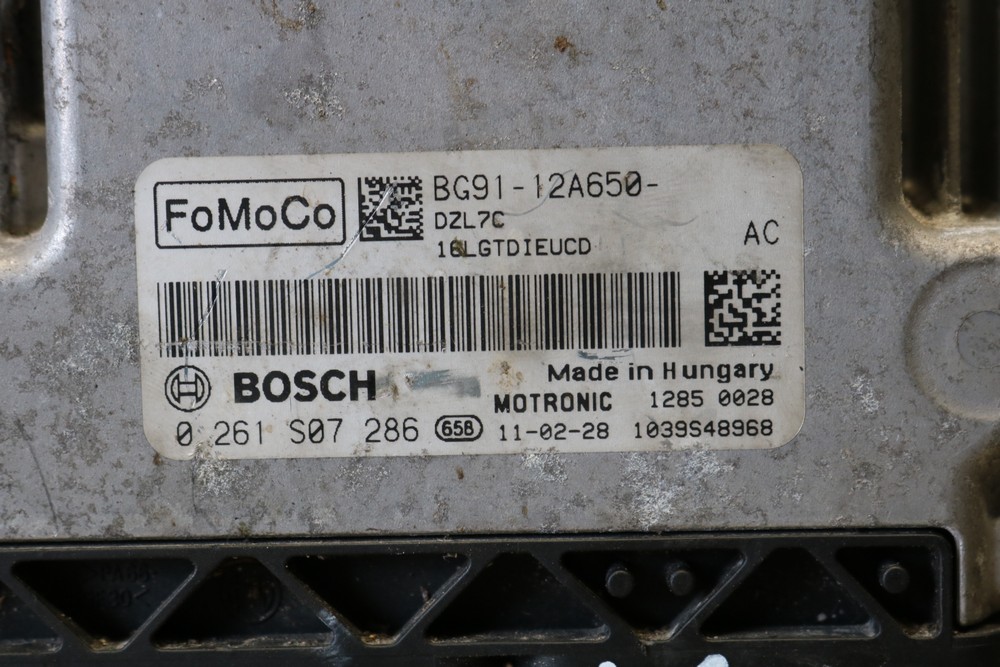 FoMoCo
BG91-12A650-
DZL7C
16LGTDIEUCD
AC
BOSCH
Made in Hungary
MOTRONIC 1285 0028
0 261 S07 286 658 11-02-28 1039S48968